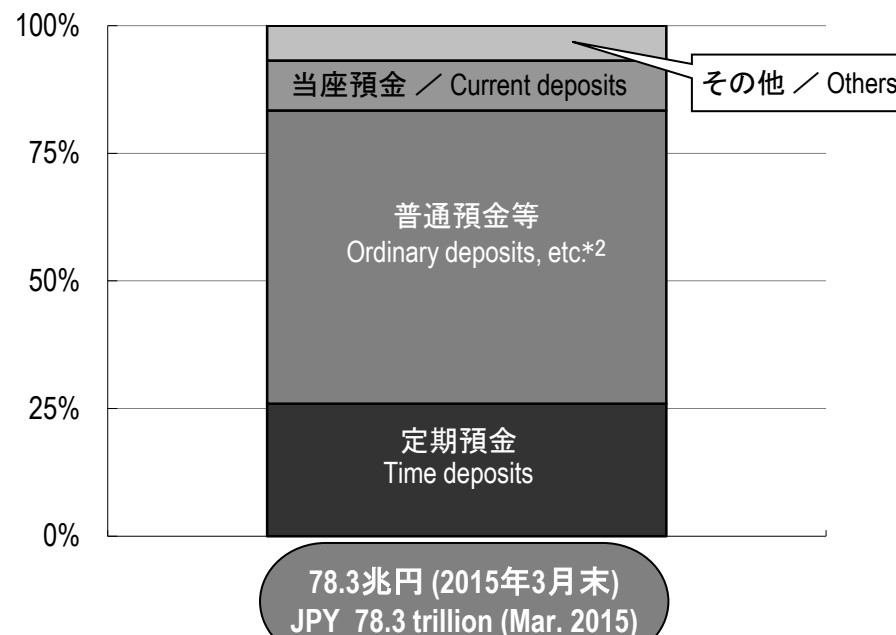 100%
当座預金 ／ Current deposits
その他 ／ Others
75%
普通預金等
Ordinary deposits, etc.*2
50%
25%
定期預金
Time deposits
0%
78.3兆円 (2015年3月末)
JPY 78.3 trillion (Mar. 2015)